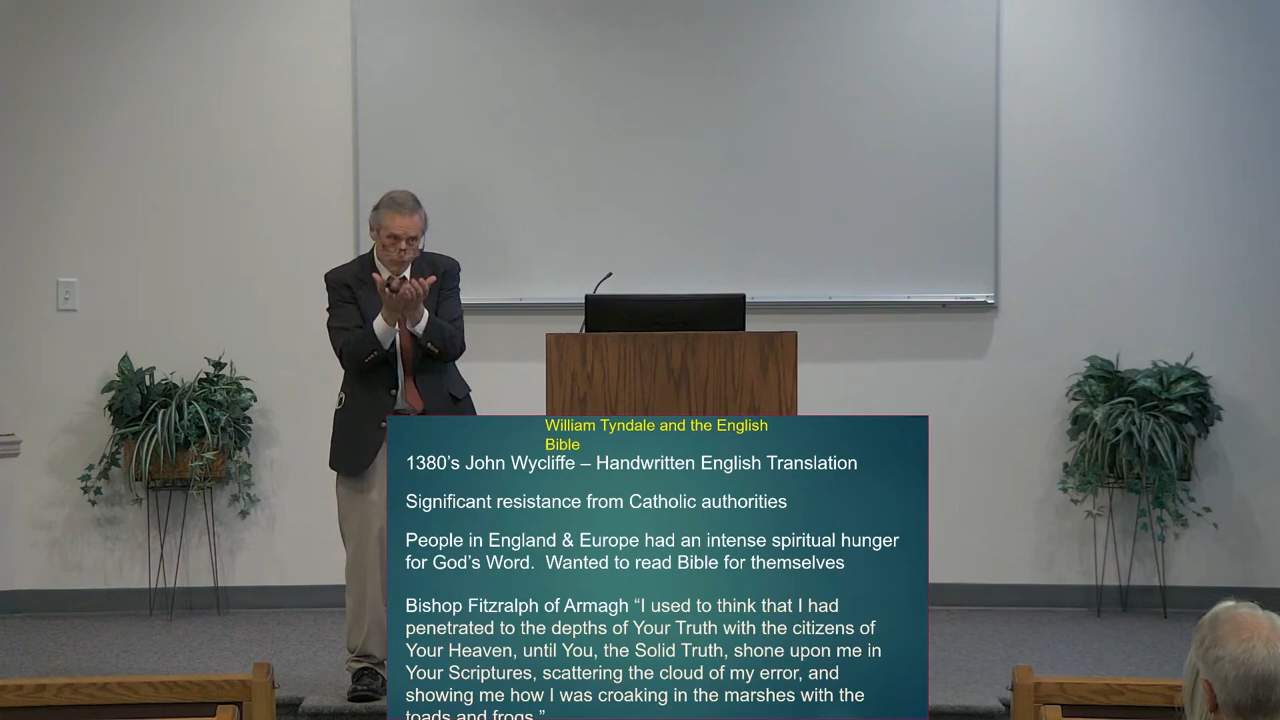 William Tyndale and the English
Bible
1380’s John Wycliffe – Handwritten English Translation
Significant resistance from Catholic authorities
People in England & Europe had an intense spiritual hunger
for God’s Word.  Wanted to read Bible for themselves
Bishop Fitzralph of Armagh “I used to think that I had
penetrated to the depths of Your Truth with the citizens of
Your Heaven, until You, the Solid Truth, shone upon me in
Your Scriptures, scattering the cloud of my error, and
showing me how I was croaking in the marshes with the
toads and frogs.”